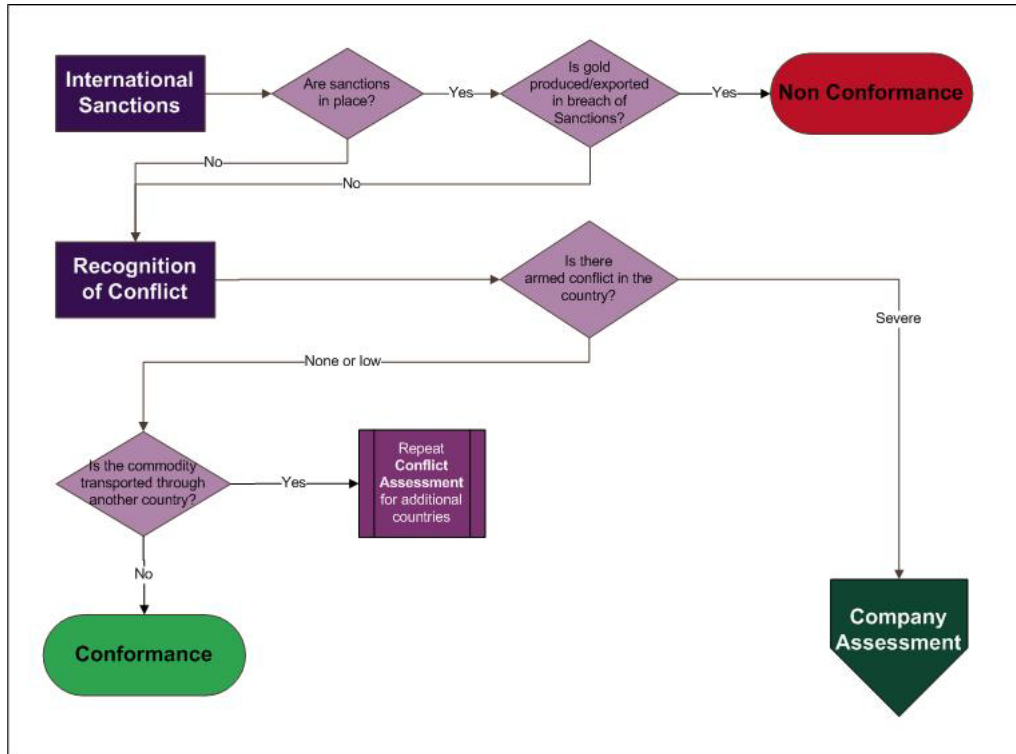 International
Sanctions
Are sanctions
in place?
Yes
Is gold
produced/exported
in breach of
Sanctions?
Yes
Non Conformance
No
No
Recognition
of Conflict
Is there
armed conflict in the
country?
Severe
None or low
Is the commodity
transported through
another country?
Yes
Repeat
Conflict
Assessment
for additional
countries
No
Conformance
Company
Assessment